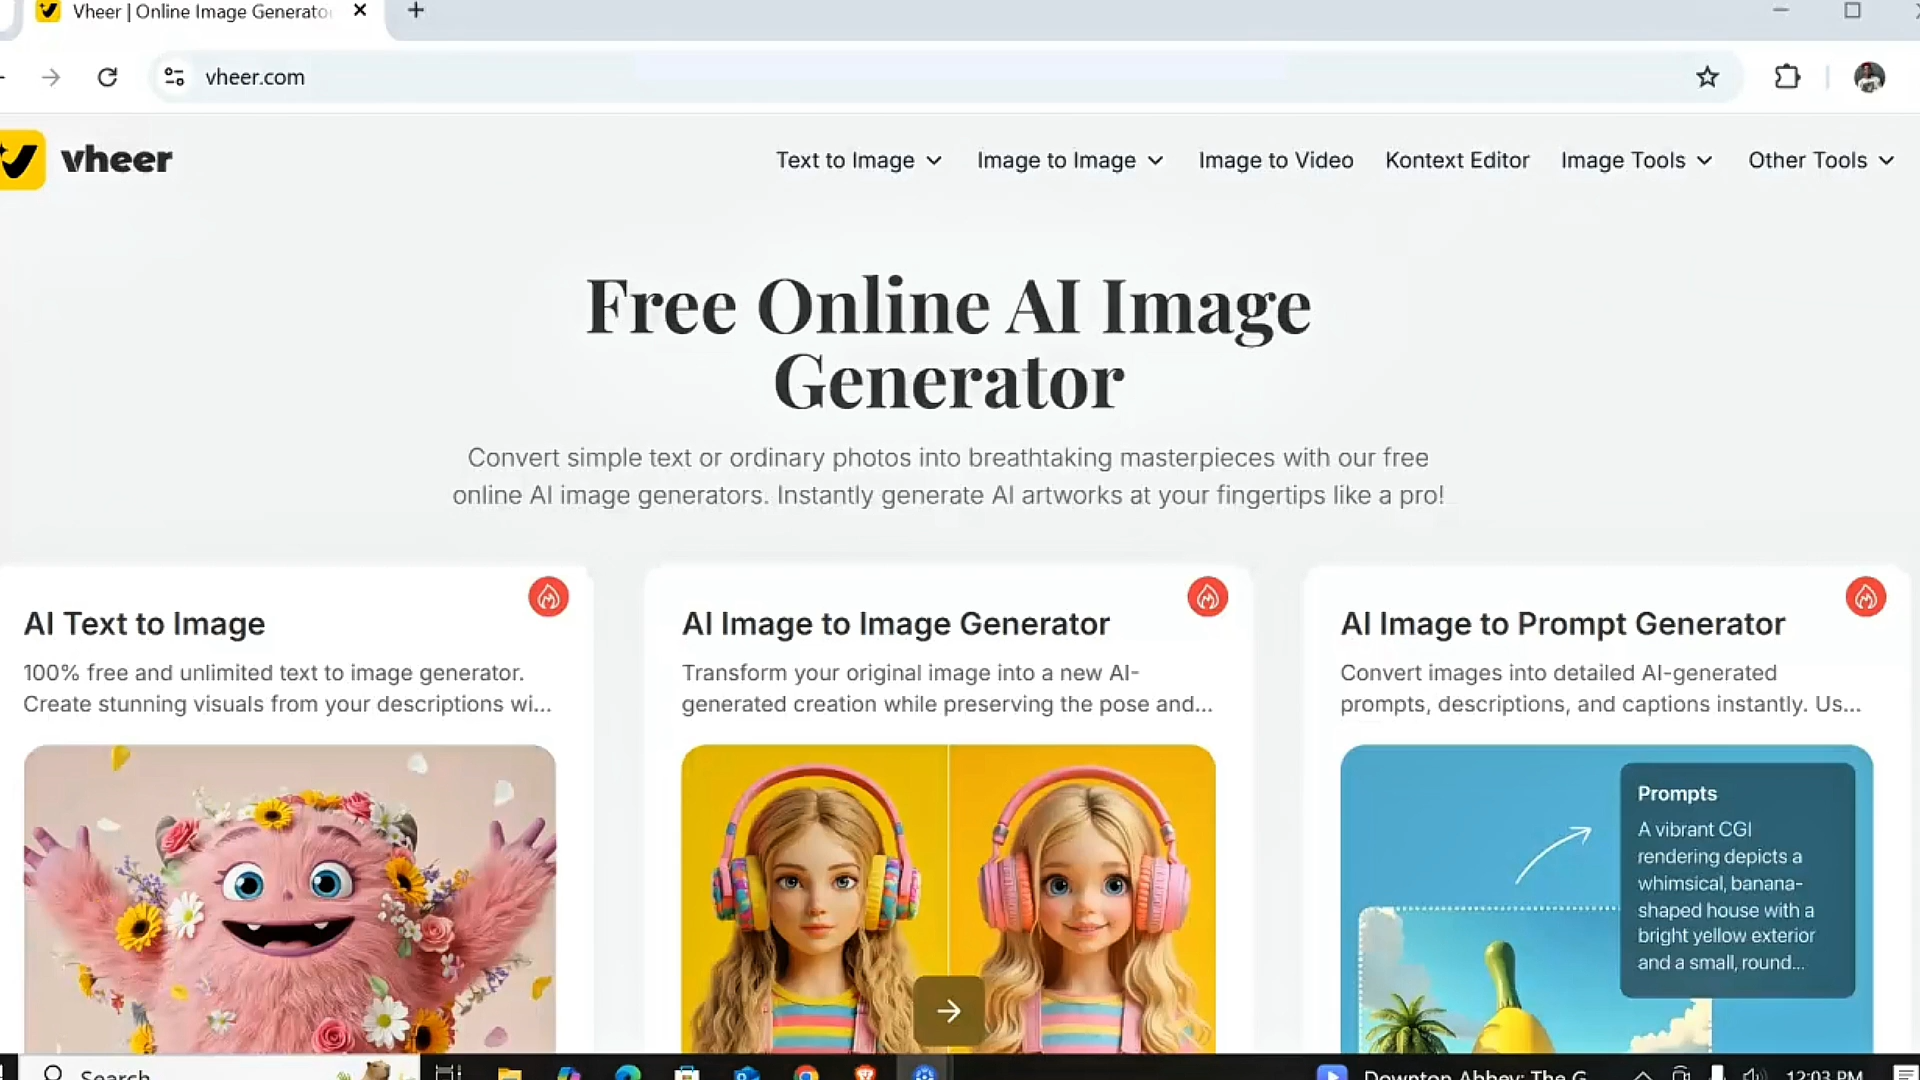 Vheer | Online Image Generato
vheer.com
vheer
Text to Image
Image to Image
Image to Video
Kontext Editor
Image Tools
Other Tools
Free Online AI Image
Generator
Convert simple text or ordinary photos into breathtaking masterpieces with our free
online AI image generators. Instantly generate AI artworks at your fingertips like a pro!
AI Text to Image
100% free and unlimited text to image generator.
Create stunning visuals from your descriptions wi...
AI Image to Image Generator
Transform your original image into a new AI-
generated creation while preserving the pose and...
AI Image to Prompt Generator
Convert images into detailed AI-generated
prompts, descriptions, and captions instantly. Us...
Prompts
A vibrant CGI
rendering depicts a
whimsical, banana-
shaped house with a
bright yellow exterior
and a small, round...
Search
Downton Abbey: The G
12:03 PM